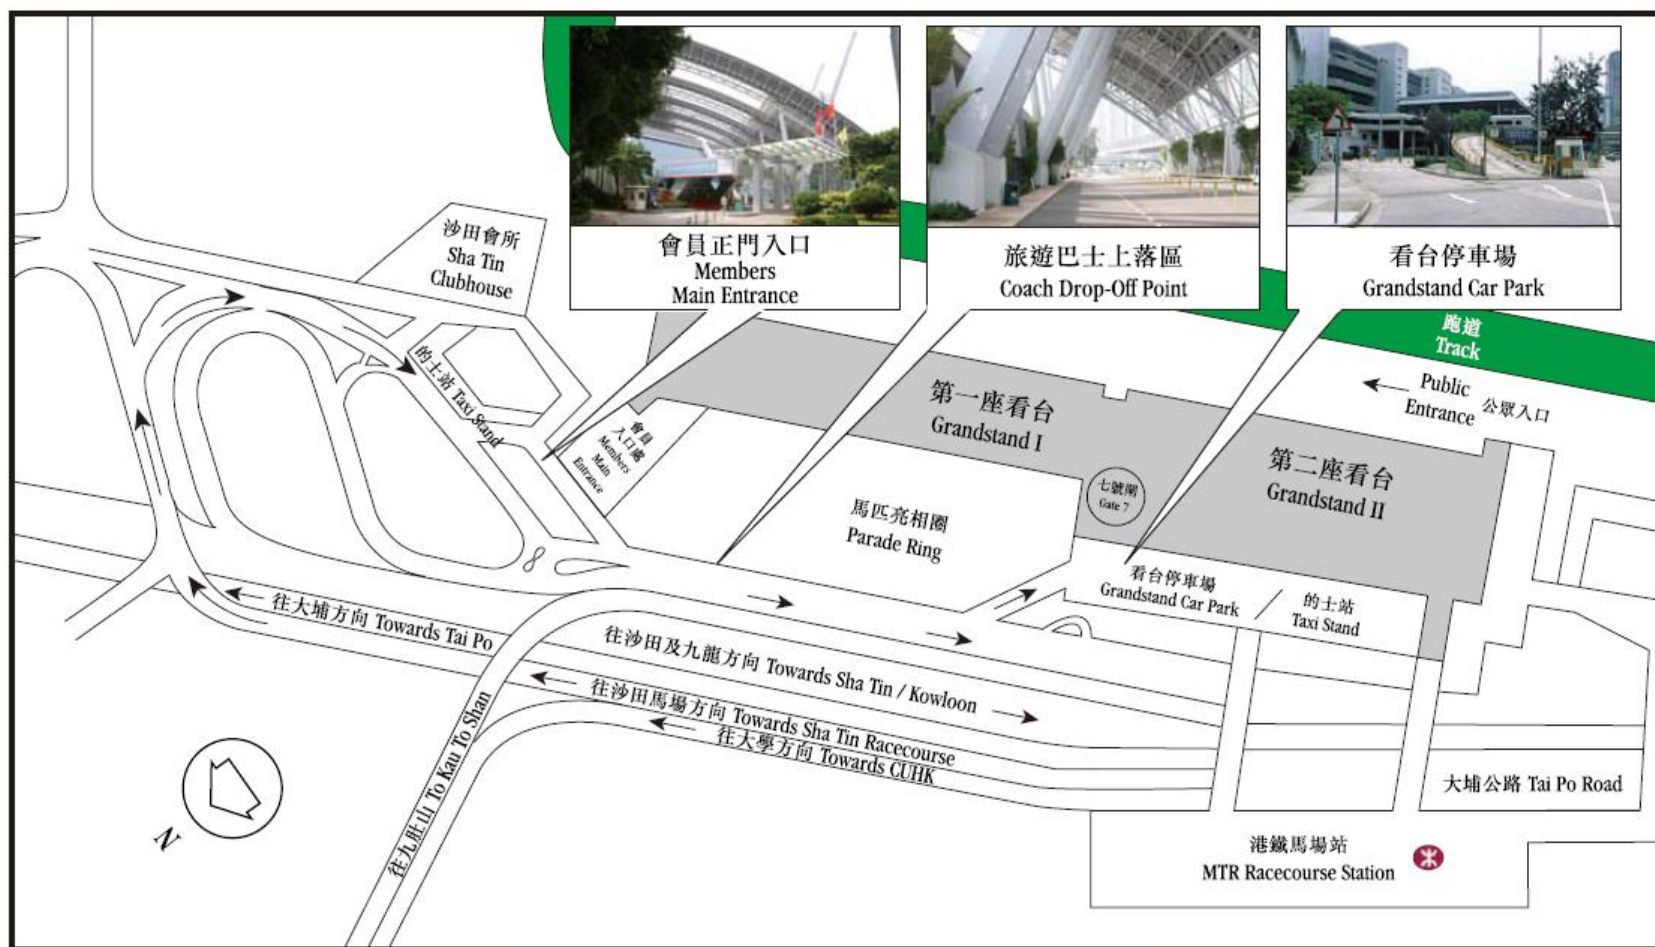 沙田會所
Sha Tin
Clubhouse
會員正門入口
Members
Main Entrance
旅遊巴士上落區
Coach Drop-Off Point
看台停車場
Grandstand Car Park
跑道
Track
Public
Entrance
公眾入口
的士站 Taxi Stand
會員
入口處
Members
Main
Entrance
第一座看台
Grandstand I
七號閘
Gate 7
第二座看台
Grandstand II
馬匹亮相圈
Parade Ring
看台停車場
Grandstand Car Park
的士站
Taxi Stand
往大埔方向 Towards Tai Po
往沙田及九龍方向 Towards Sha Tin / Kowloon
往沙田馬場方向 Towards Sha Tin Racecourse
往大學方向 Towards CUHK
往九肚山 To Kau To Shan
大埔公路 Tai Po Road
港鐵馬場站
MTR Racecourse Station
N